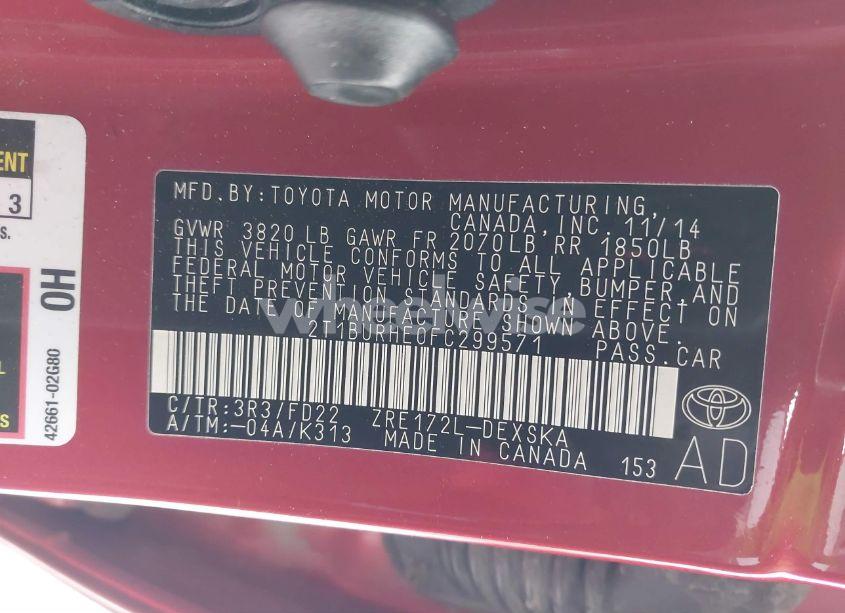 ENT
3
S.
OH
L
S
42661-02G80
MFD. BY: TOYOTA MOTOR MANUFACTURING,
CANADA, INC. 11/14
GVWR 3820 LB GAWR FR 2070LB RR 1850LB
THIS VEHICLE CONFORMS TO ALL APPLICABLE
FEDERAL MOTOR VEHICLE SAFETY, BUMPER, AND
THEFT PREVENTION STANDARDS IN EFFECT ON
THE DATE OF MANUFACTURE SHOWN ABOVE.
2T1BURHE0FC299571 PASS. CAR
wheelwise
C/TR:3R3/FD22 ZRE172L-DEXSKA
A/TM:-04A/K313 MADE IN CANADA 153
AD